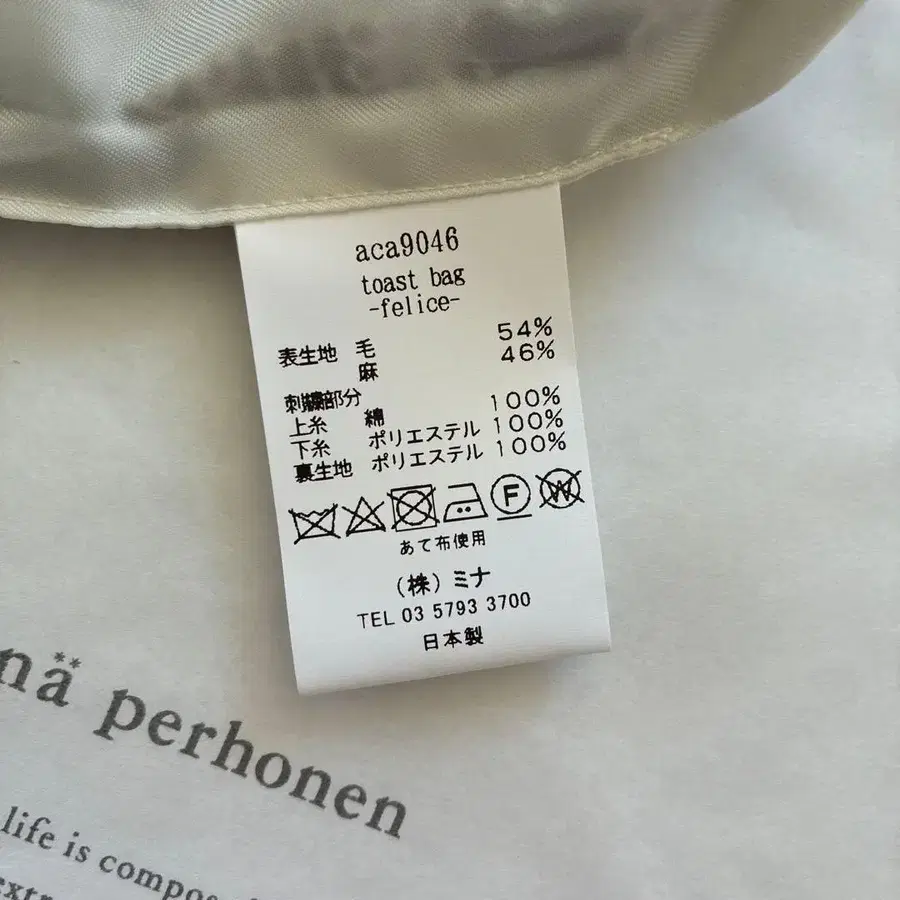 aca9046
toast bag
-felice-
表生地 毛 54%
麻 46%
刺繍部分
上糸 綿 100%
下糸 ポリエステル 100%
裏生地 ポリエステル 100%
F W
あて布使用
(株)ミナ
TEL 03 5793 3700
日本製
nä perhonen
life is compos
extr